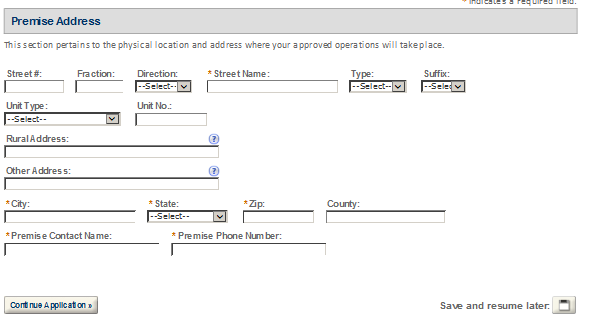 * indicates a required field.
Premise Address
This section pertains to the physical location and address where your approved operations will take place.
Street #: Fraction: Direction: * Street Name: Type: Suffix:
--Select-- --Select-- --Selec
Unit Type: Unit No.:
--Select--
Rural Address: ?
Other Address: ?
* City: * State: * Zip: County:
--Select--
* Premise Contact Name: * Premise Phone Number:
Continue Application » Save and resume later: